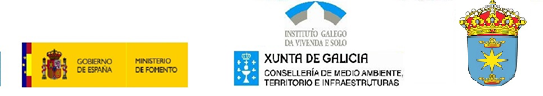 GOBIERNO
DE ESPAÑA
MINISTERIO
DE FOMENTO
INSTITUTO GALEGO
DA VIVENDA E SOLO
XUNTA DE GALICIA
CONSELLERÍA DE MEDIO AMBIENTE,
TERRITORIO E INFRAESTRUTURAS